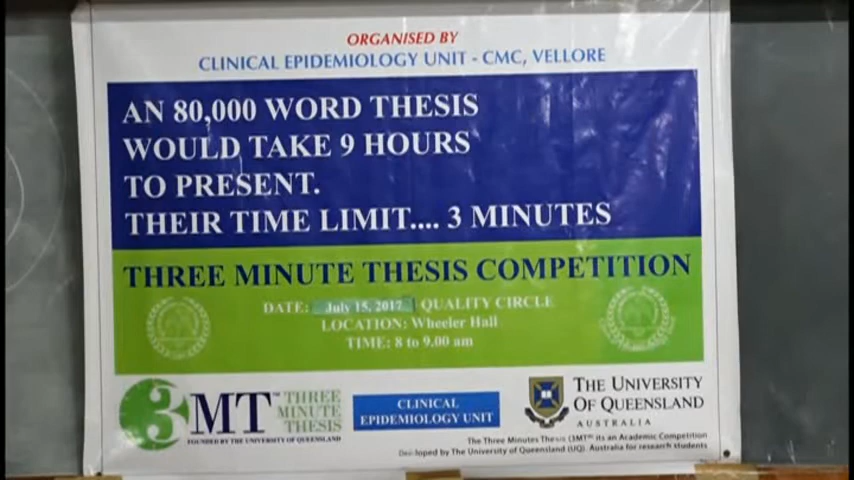 ORGANISED BY
CLINICAL EPIDEMIOLOGY UNIT - CMC, VELLORE
AN 80,000 WORD THESIS
WOULD TAKE 9 HOURS
TO PRESENT.
THEIR TIME LIMIT.... 3 MINUTES
THREE MINUTE THESIS COMPETITION
DATE: July 15, 2017 QUALITY CIRCLE
LOCATION: Wheeler Hall
TIME: 8 to 9.00 am
3MT™ THREE
MINUTE
THESIS
FOUNDED BY THE UNIVERSITY OF QUEENSLAND
CLINICAL
EPIDEMIOLOGY UNIT
THE UNIVERSITY
OF QUEENSLAND
AUSTRALIA
The Three Minutes Thesis (3MT™ its an Academic Competition
Developed by The University of Queensland (UQ), Australia for research students